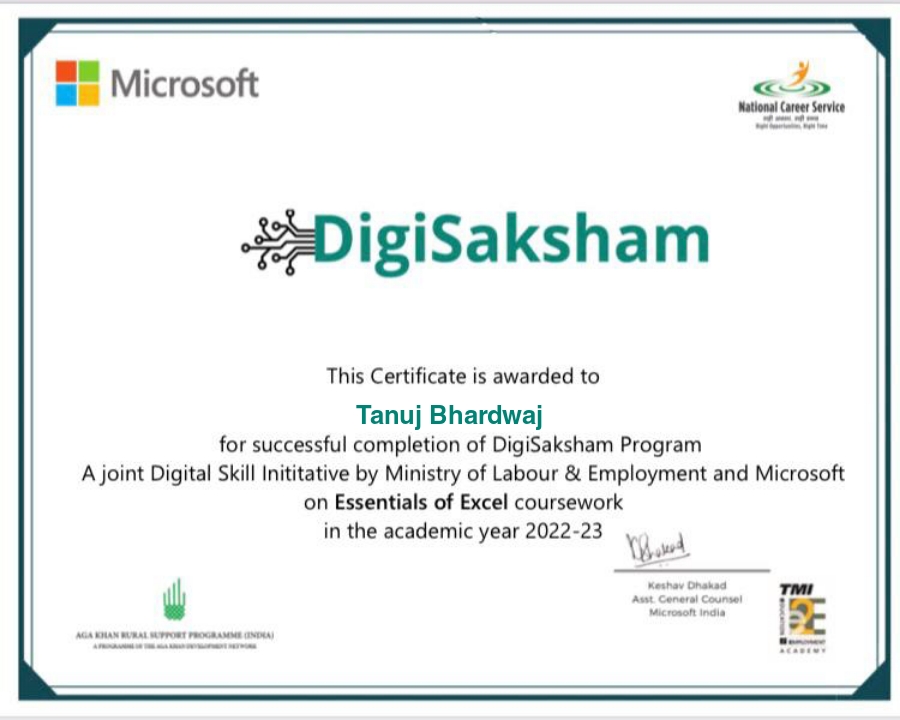 Microsoft
National Career Service
Right Opportunities, Right Time
DigiSaksham
This Certificate is awarded to
Tanuj Bhardwaj
for successful completion of DigiSaksham Program
A joint Digital Skill Inititative by Ministry of Labour & Employment and Microsoft
on Essentials of Excel coursework
in the academic year 2022-23
Keshav Dhakad
Asst. General Counsel
Microsoft India
AGA KHAN RURAL SUPPORT PROGRAMME (INDIA)
A PROGRAMME OF THE AGA KHAN DEVELOPMENT NETWORK
TMI
EDUCATION
E2E
EMPLOYMENT
ACADEMY